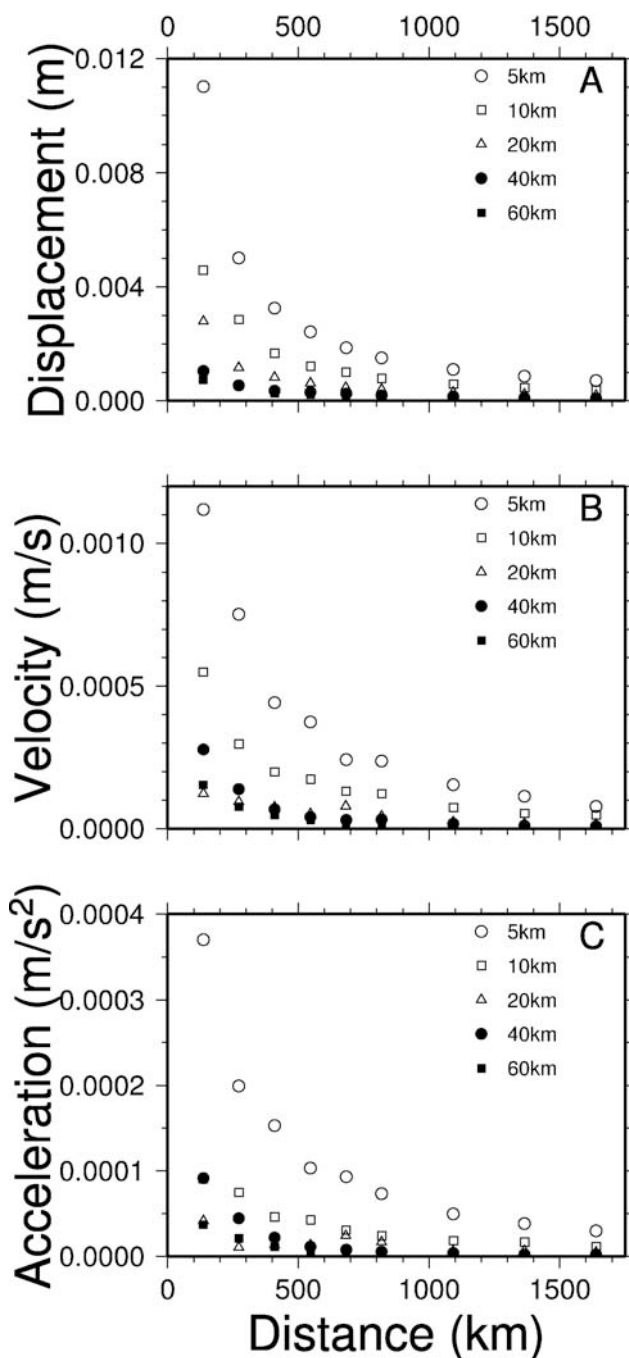 0 500 1000 1500
Displacement (m)
0.012
0.008
0.004
0.000
A
5km
10km
20km
40km
60km
Velocity (m/s)
0.0010
0.0005
0.0000
B
5km
10km
20km
40km
60km
Acceleration (m/s²)
0.0004
0.0003
0.0002
0.0001
0.0000
C
5km
10km
20km
40km
60km
0 500 1000 1500
Distance (km)